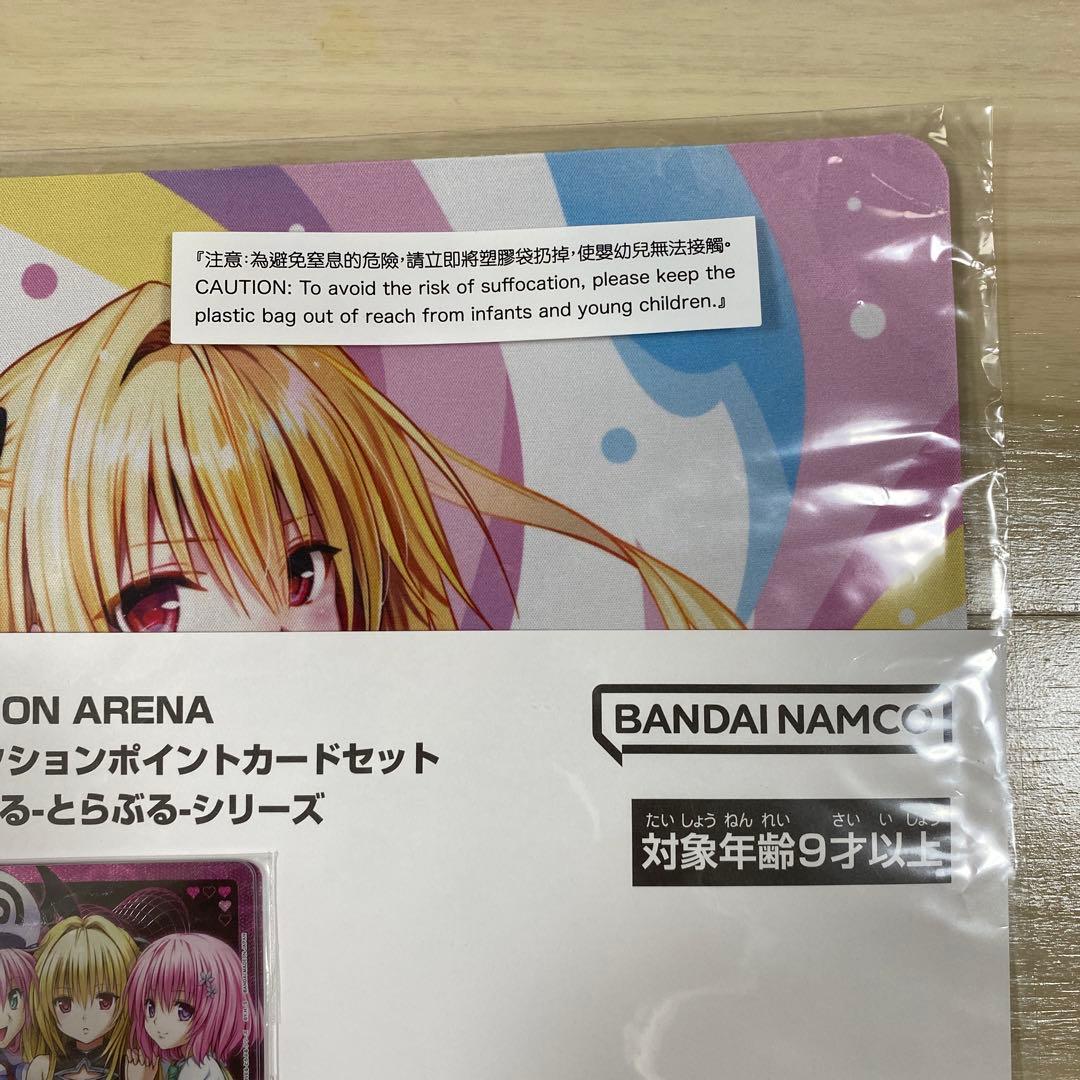 『注意:為避免窒息的危險,請立即將塑膠袋扔掉,使嬰幼兒無法接觸。
CAUTION: To avoid the risk of suffocation, please keep the
plastic bag out of reach from infants and young children.』
ON ARENA
クションポイントカードセット
る-とらぶる-シリーズ
BANDAI NAMCO
たいしょうねんれい さいいしょう
対象年齢9才以上